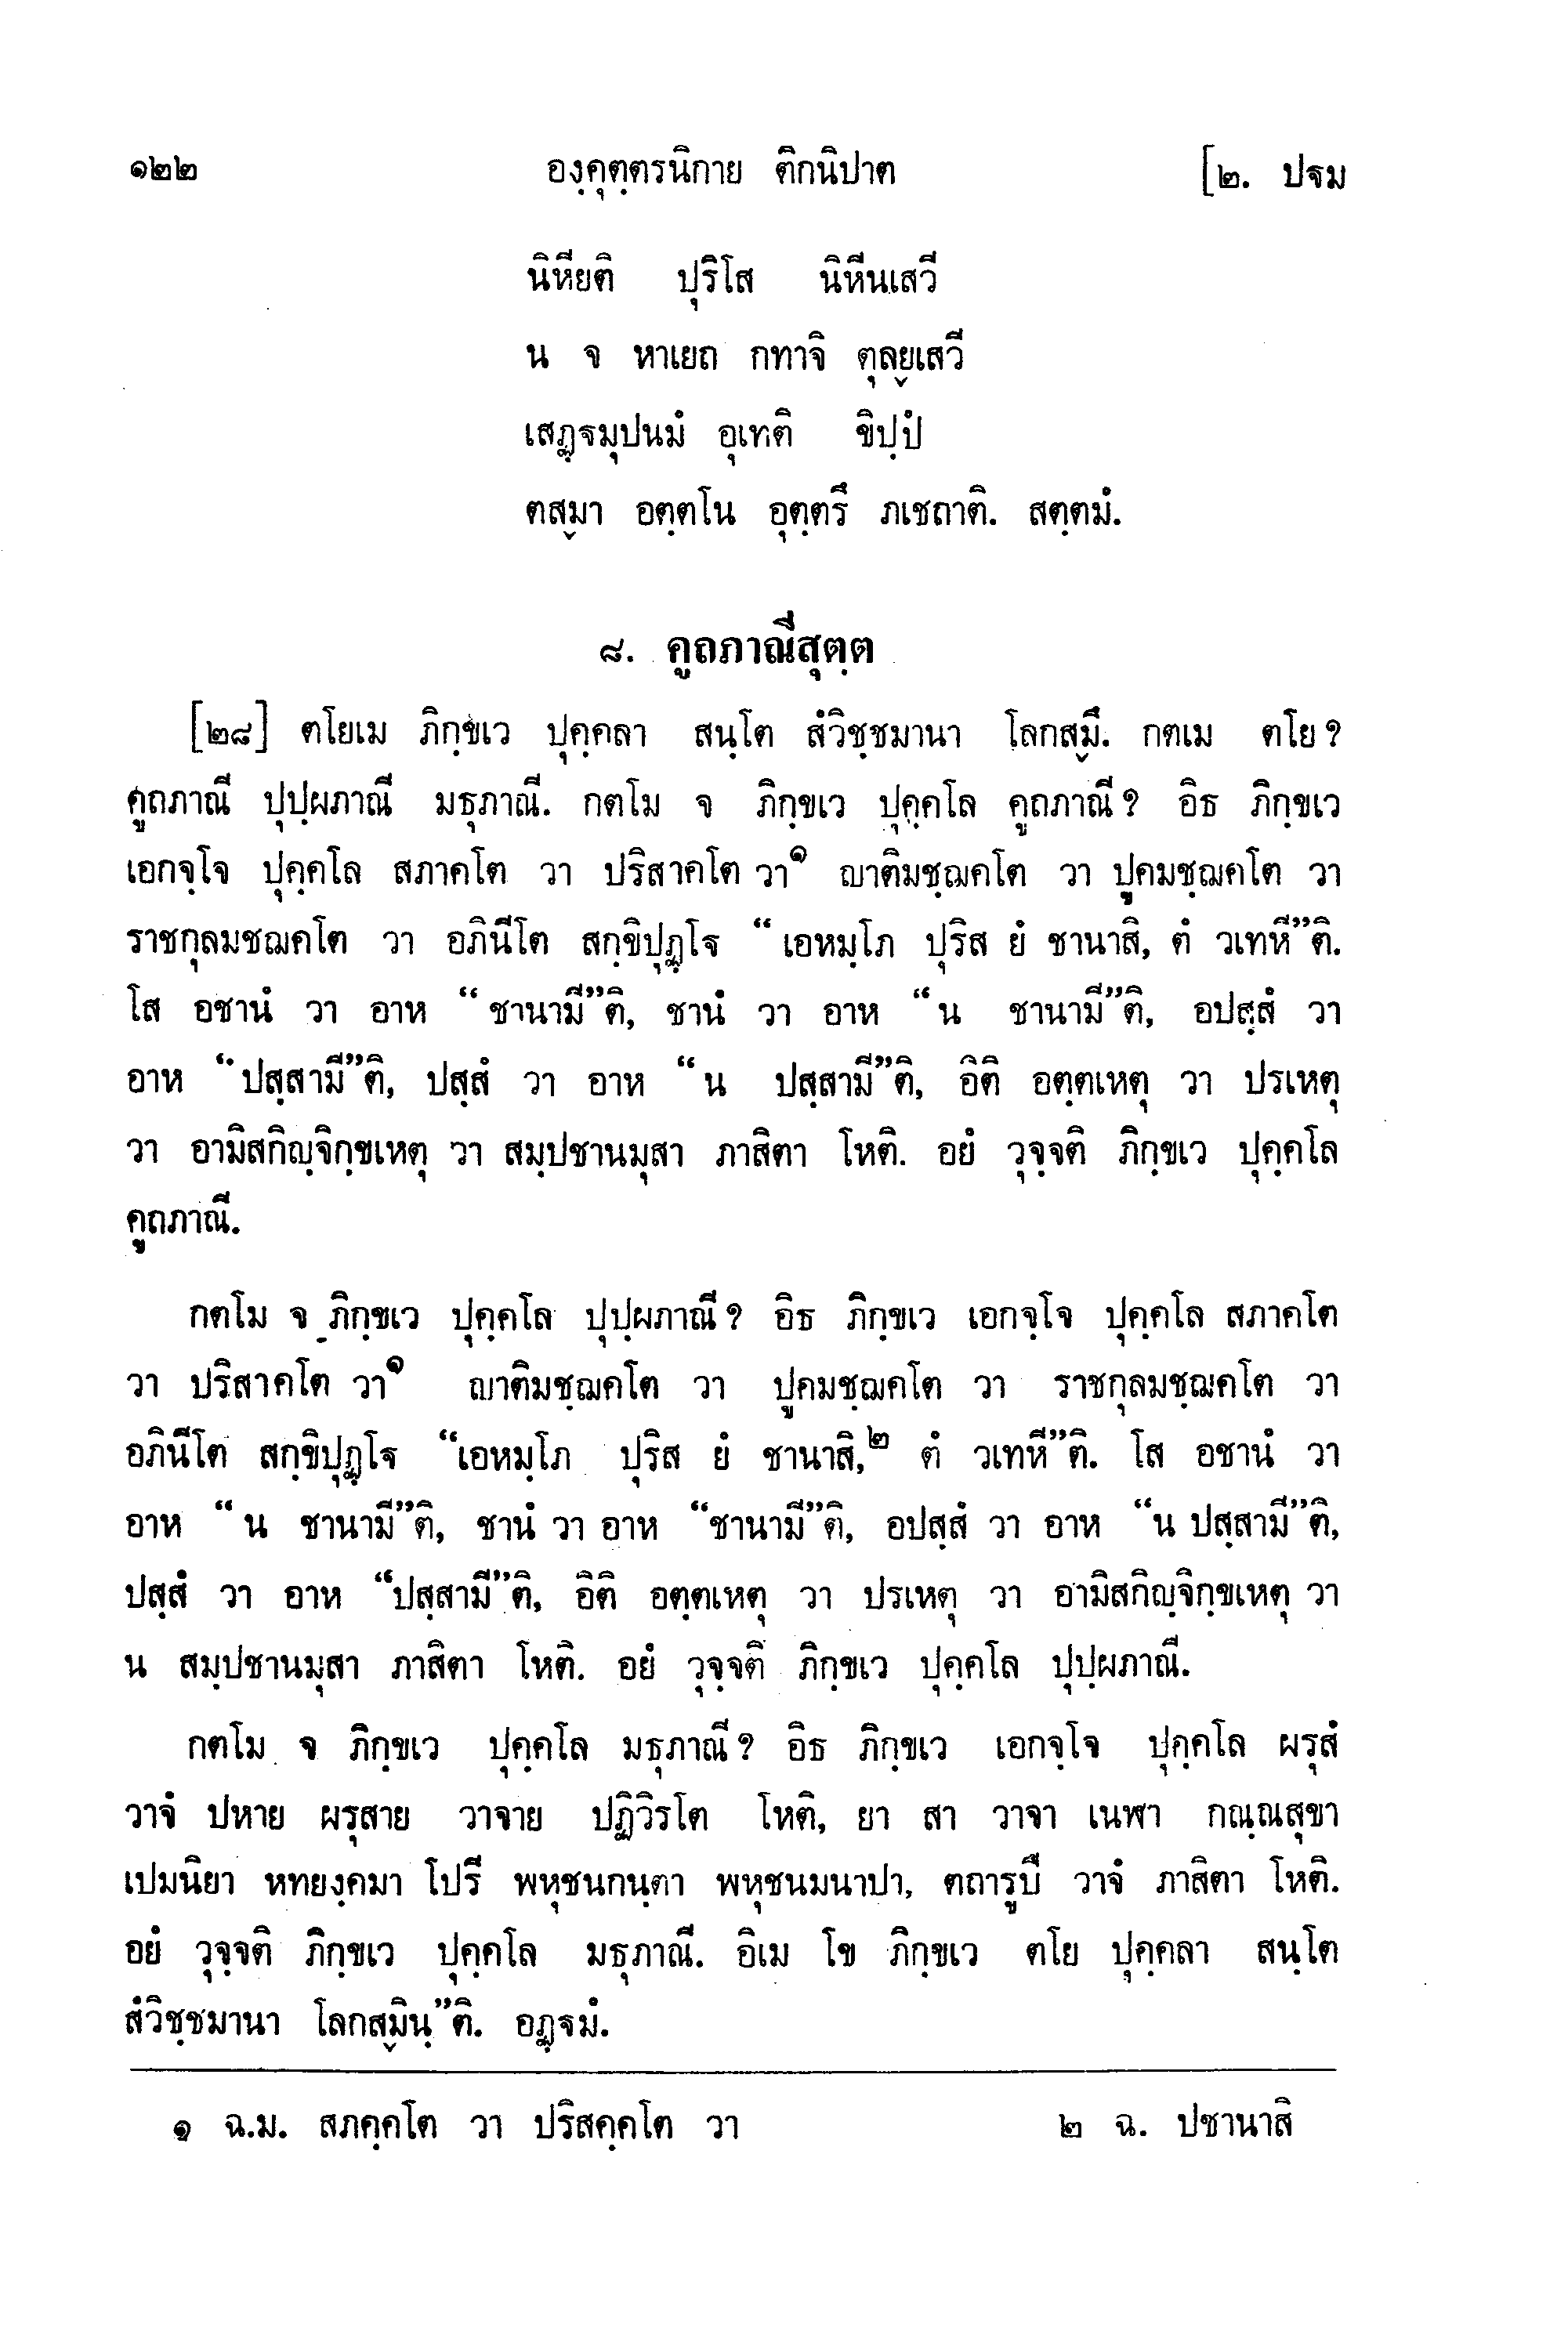 ๑๒๒ องฺคุตฺตรนิกาย ติกนิปาต [๒. ปฐม
นิหียติ ปุริโส นิหีนเสวี
น จ หาเยถ กทาจิ ตุลฺยเสวี
เสฏฺฐมุปนมํ อุเทติ ขิปฺปํ
ตสฺมา อตฺตโน อุตฺตรึ ภเชถาติ. สตฺตมํ.
๘. คูถภาณีสุตฺต
[๒๘] ตโยเม ภิกฺขเว ปุคฺคลา สนฺโต สํวิชฺชมานา โลกสฺมึ. กตเม ตโย ?
คูถภาณี ปุปฺผภาณี มธุภาณี. กตโม จ ภิกฺขเว ปุคฺคโล คูถภาณี ? อิธ ภิกฺขเว
เอกจฺโจ ปุคฺคโล สภาคโต วา ปริสาคโต วา๑ ญาติมชฺฌคโต วา ปูคมชฺฌคโต วา
ราชกุลมชฌคโต วา อภินีโต สกฺขิปุฏฺโฐ “เอหมฺโภ ปุริส ยํ ชานาสิ, ตํ วเทหี”ติ.
โส อชานํ วา อาห “ชานามี”ติ, ชานํ วา อาห “น ชานามี”ติ, อปสฺสํ วา
อาห “ปสฺสามี”ติ, ปสฺสํ วา อาห “น ปสฺสามี”ติ, อิติ อตฺตเหตุ วา ปรเหตุ
วา อามิสกิญฺจิกฺขเหตุ วา สมฺปชานมุสา ภาสิตา โหติ. อยํ วุจฺจติ ภิกฺขเว ปุคฺคโล
คูถภาณี.
กตโม จ ภิกฺขเว ปุคฺคโล ปุปฺผภาณี ? อิธ ภิกฺขเว เอกจฺโจ ปุคฺคโล สภาคโต
วา ปริสาคโต วา๑ ญาติมชฺฌคโต วา ปูคมชฺฌคโต วา ราชกุลมชฺฌคโต วา
อภินีโต สกฺขิปุฏฺโฐ “เอหมฺโภ ปุริส ยํ ชานาสิ,๒ ตํ วเทหี”ติ. โส อชานํ วา
อาห “น ชานามี”ติ, ชานํ วา อาห “ชานามี”ติ, อปสฺสํ วา อาห “น ปสฺสามี”ติ,
ปสฺสํ วา อาห “ปสฺสามี”ติ, อิติ อตฺตเหตุ วา ปรเหตุ วา อามิสกิญฺจิกฺขเหตุ วา
น สมฺปชานมุสา ภาสิตา โหติ. อยํ วุจฺจติ ภิกฺขเว ปุคฺคโล ปุปฺผภาณี.
กตโม จ ภิกฺขเว ปุคฺคโล มธุภาณี ? อิธ ภิกฺขเว เอกจฺโจ ปุคฺคโล ผรุสํ
วาจํ ปหาย ผรุสาย วาจาย ปฏิวิรโต โหติ, ยา สา วาจา เนฬา กณฺณสุขา
เปมนิยา หทยงฺคมา โปรี พหุชนกนฺตา พหุชนมนาปา, ตถารูปึ วาจํ ภาสิตา โหติ.
อยํ วุจฺจติ ภิกฺขเว ปุคฺคโล มธุภาณี. อิเม โข ภิกฺขเว ตโย ปุคฺคลา สนฺโต
สํวิชฺชมานา โลกสฺมินฺ”ติ. อฏฺฐมํ.
๑ ฉ.ม. สภคฺคโต วา ปริสคฺคโต วา ๒ ฉ. ปชานาสิ